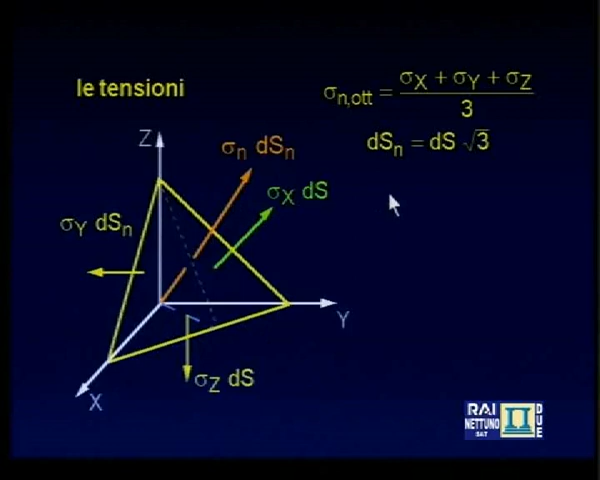 le tensioni
σn,ott = σX + σY + σZ / 3
dSn = dS √3
Z
σn dSn
σX dS
σY dSn
Y
σZ dS
X
RAI
NETTUNO
SAT
DUE